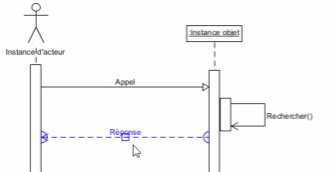 :Instance objet
Instance d'acteur
Appel
Rechercher()
Réponse